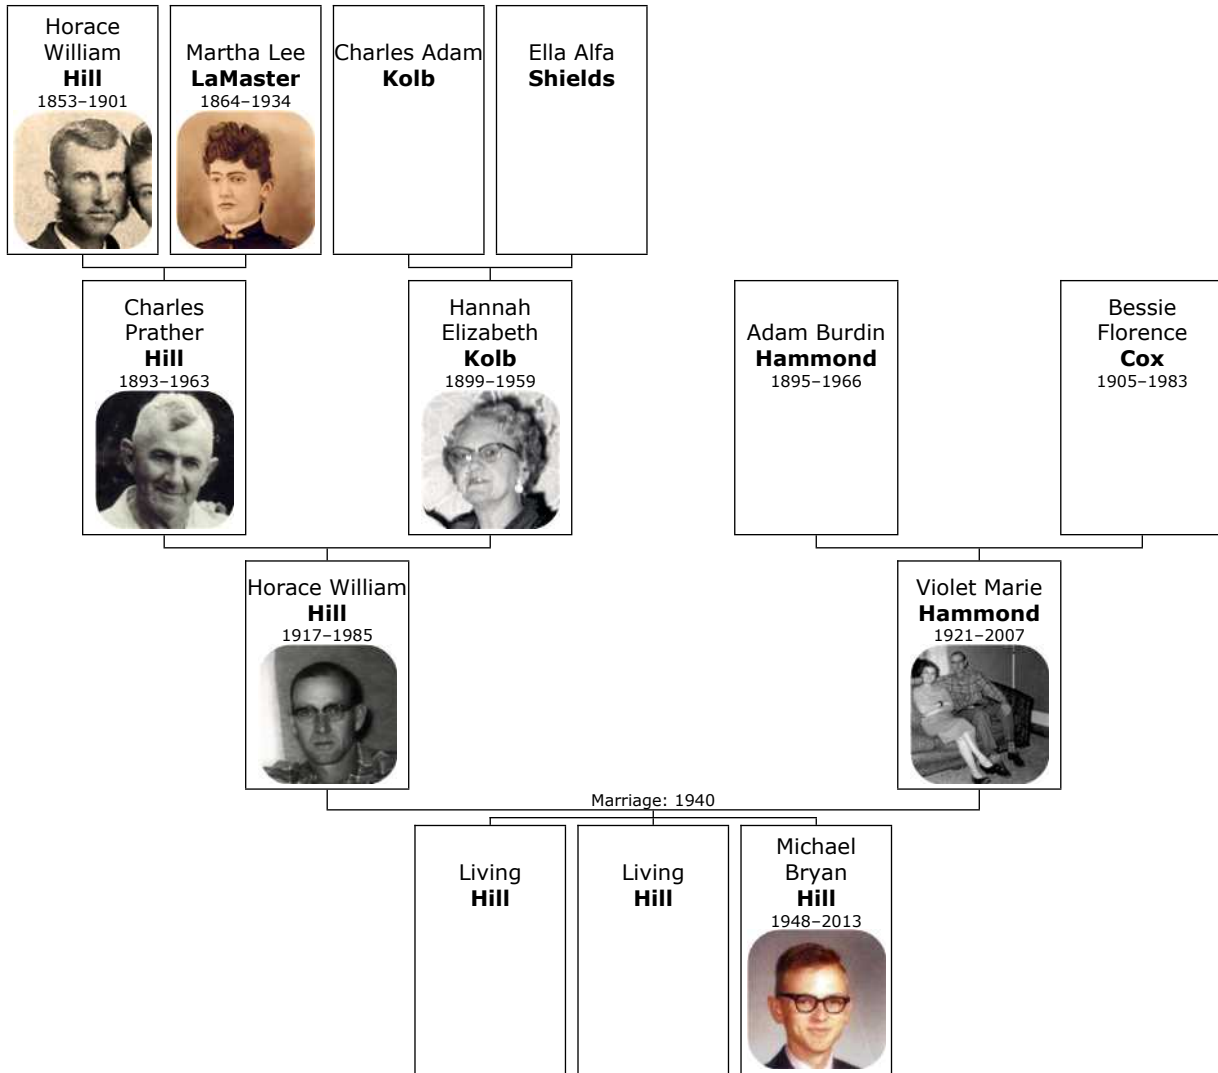 Horace
William
Hill
1853–1901
Martha Lee
LaMaster
1864–1934
Charles Adam
Kolb
Ella Alfa
Shields
Charles
Prather
Hill
1893–1963
Hannah
Elizabeth
Kolb
1899–1959
Adam Burdin
Hammond
1895–1966
Bessie
Florence
Cox
1905–1983
Horace William
Hill
1917–1985
Violet Marie
Hammond
1921–2007
Marriage: 1940
Living
Hill
Living
Hill
Michael
Bryan
Hill
1948–2013